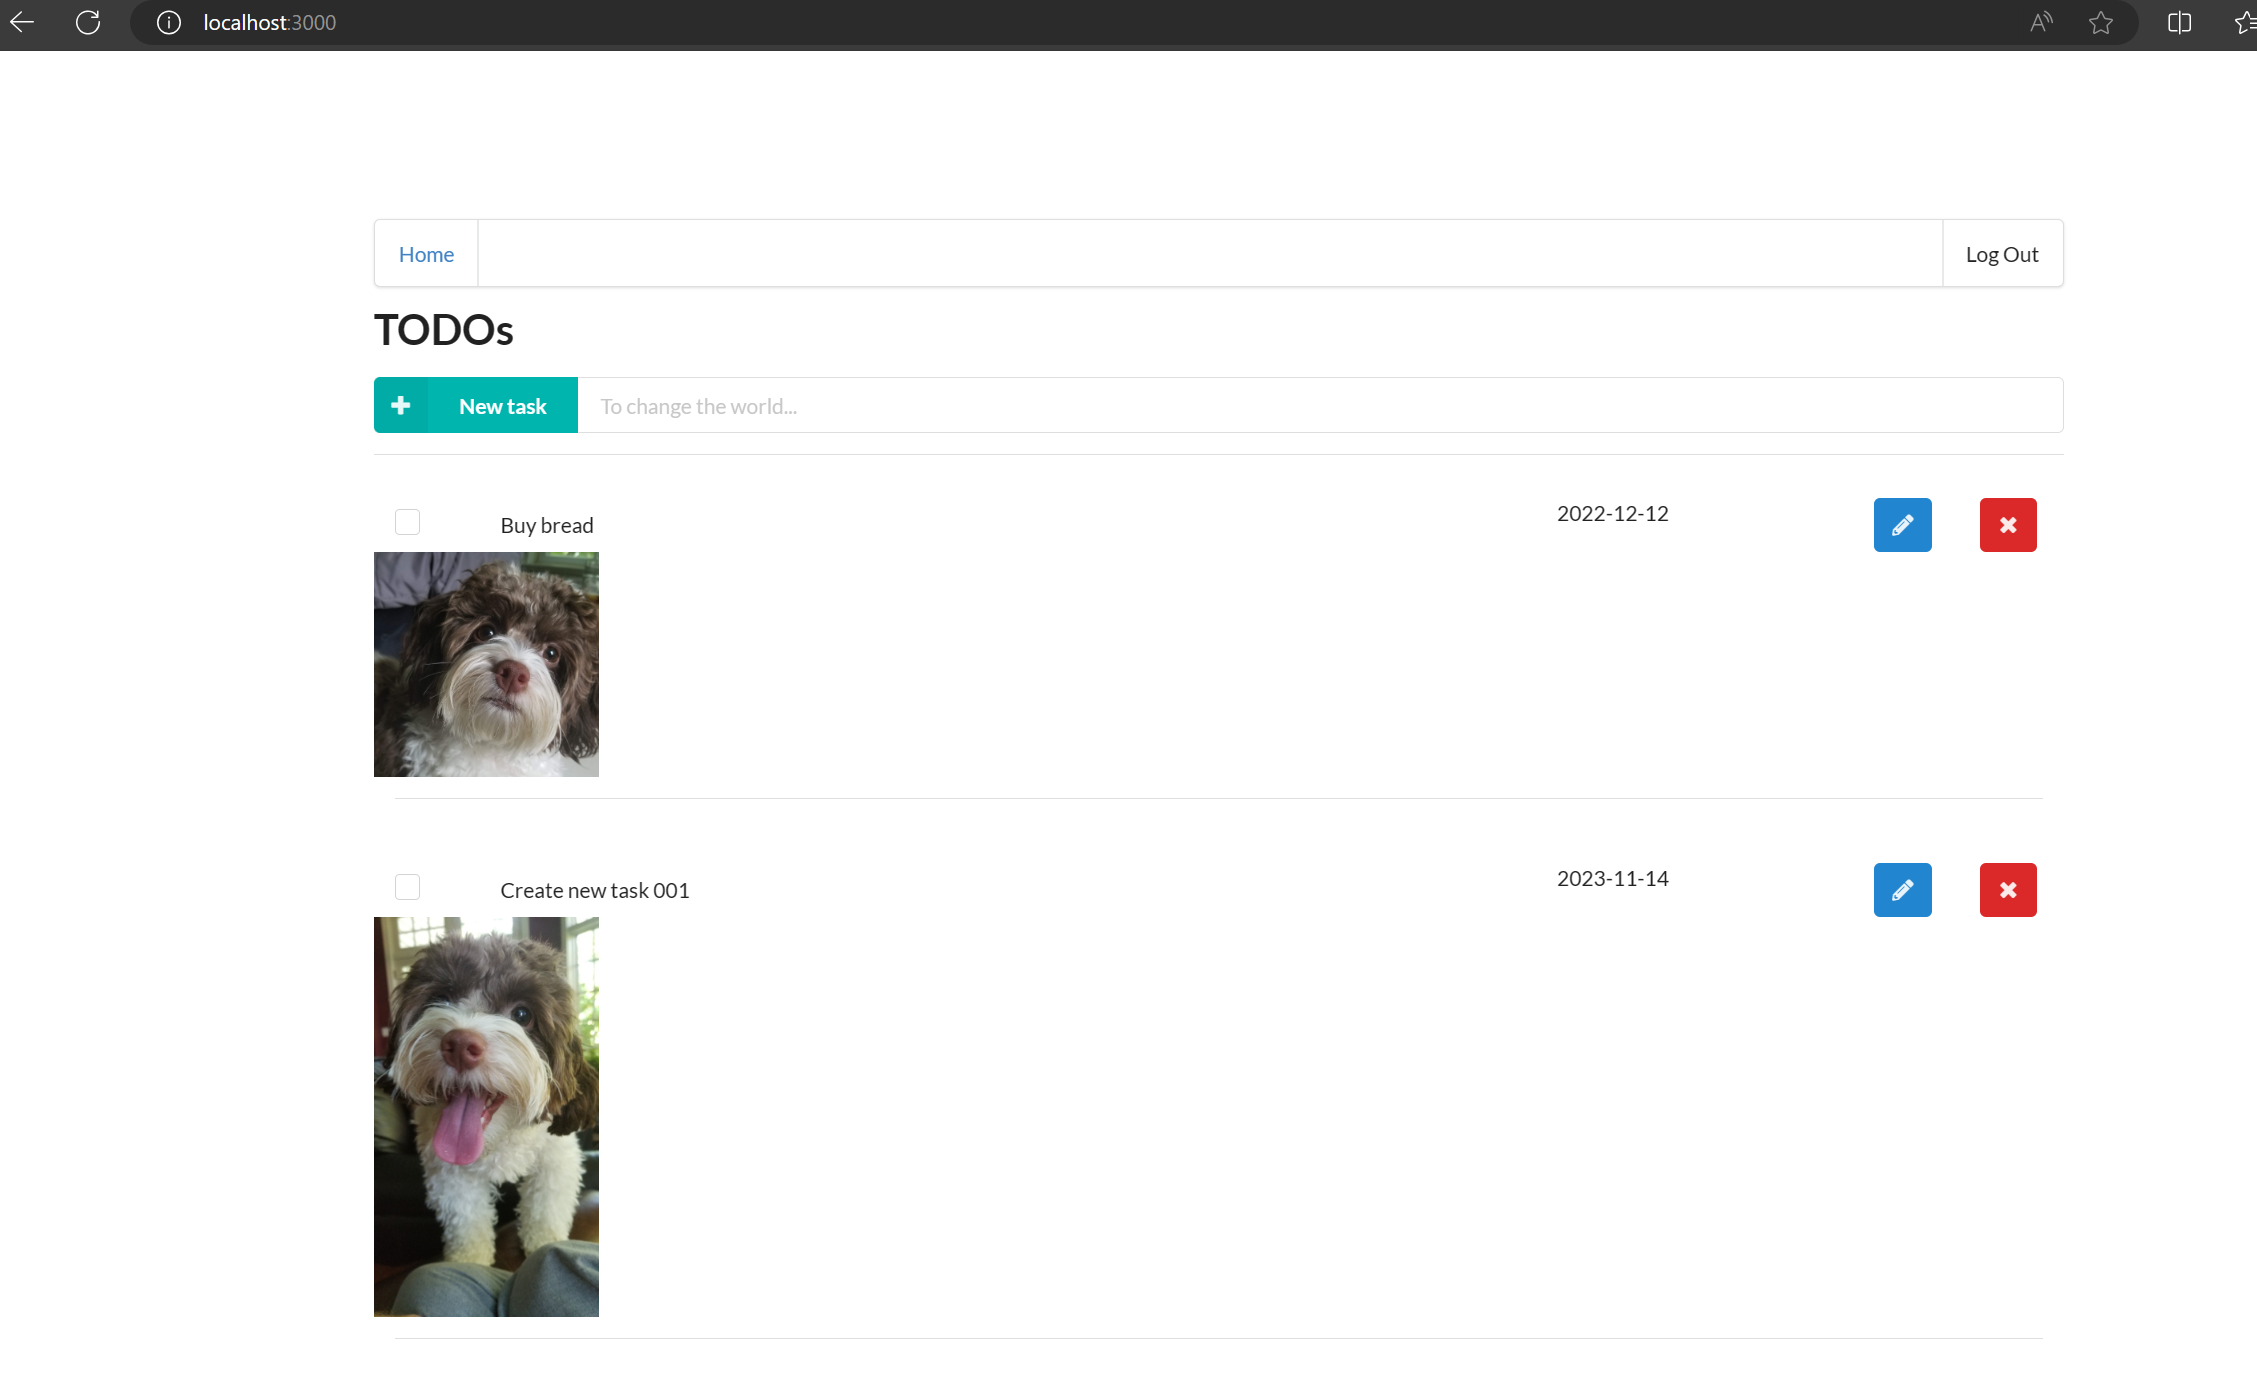 localhost:3000
Home
Log Out
TODOs
New task
To change the world...
Buy bread
2022-12-12
Create new task 001
2023-11-14